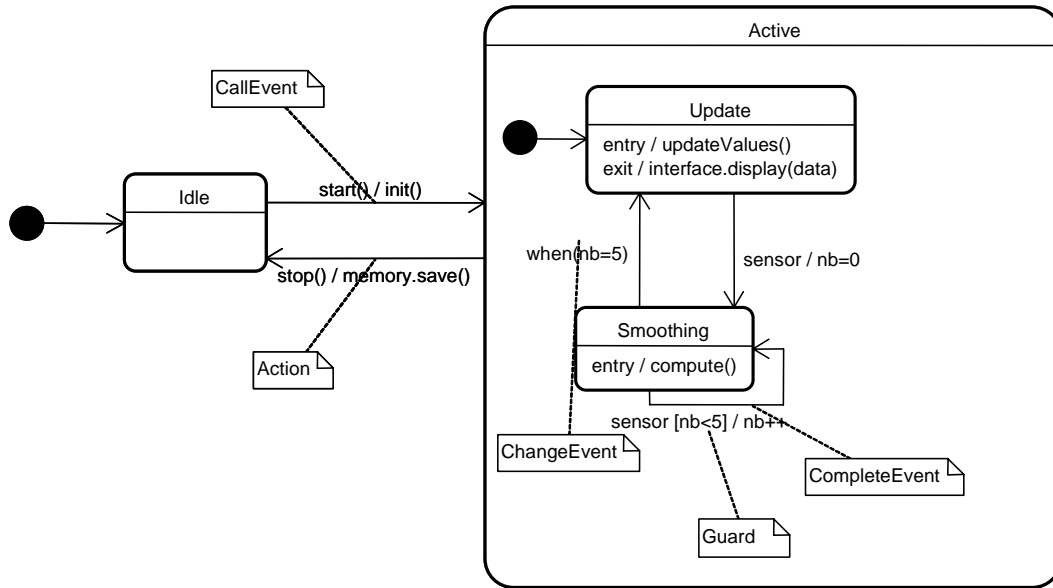 Active
CallEvent
Update
entry / updateValues()
exit / interface.display(data)
Idle
start() / init()
when(nb=5)
sensor / nb=0
stop() / memory.save()
Smoothing
entry / compute()
Action
sensor [nb<5] / nb++
ChangeEvent
CompleteEvent
Guard